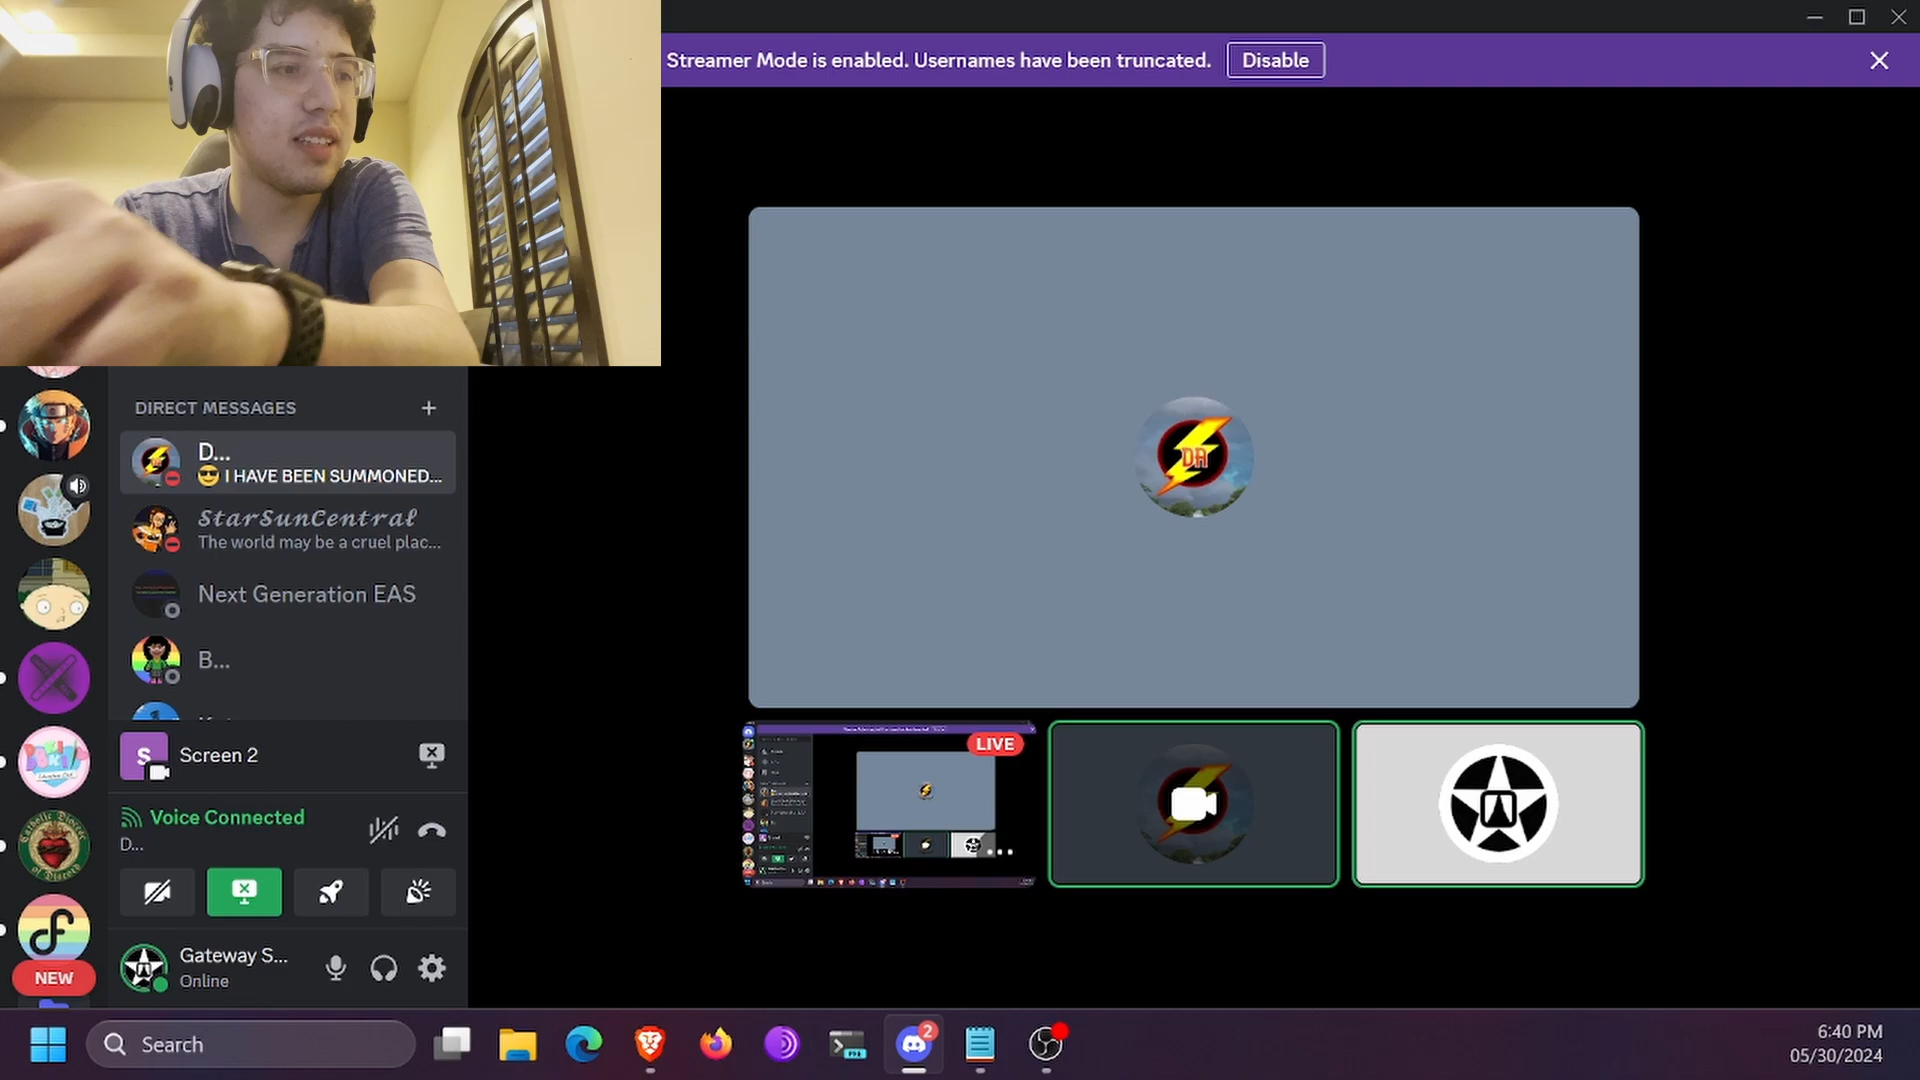 Streamer Mode is enabled. Usernames have been truncated.
Disable
DIRECT MESSAGES
D...
😎 I HAVE BEEN SUMMONED...
DA
𝓢𝓽𝓪𝓻𝓢𝓾𝓷𝓒𝓮𝓷𝓽𝓻𝓪𝓵
The world may be a cruel plac...
Next Generation EAS
B...
S
Screen 2
LIVE
Voice Connected
D...
Gateway S...
Online
NEW
Search
2
6:40 PM
05/30/2024